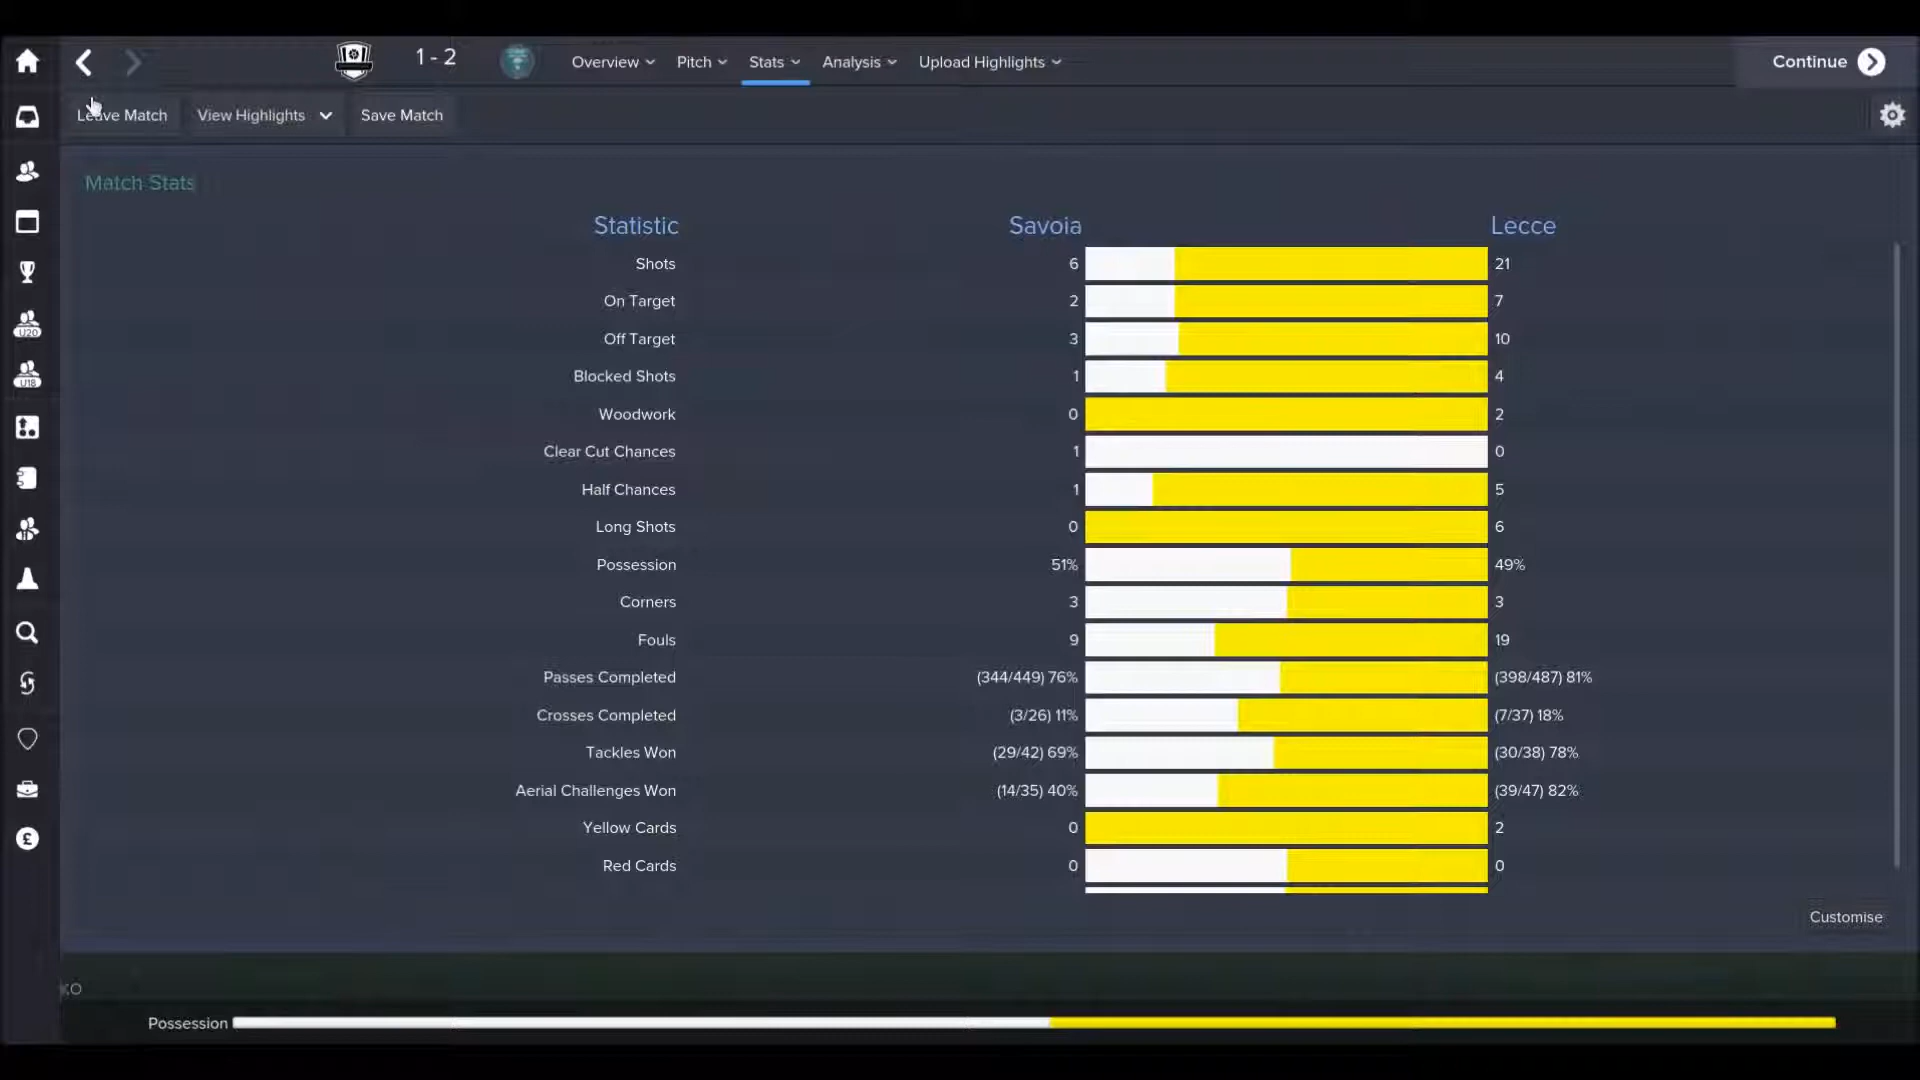 1 - 2
Overview
Pitch
Stats
Analysis
Upload Highlights
Continue
Leave Match
View Highlights
Save Match
Match Stats
Statistic Savoia Lecce
Shots 6 21
On Target 2 7
Off Target 3 10
Blocked Shots 1 4
Woodwork 0 2
Clear Cut Chances 1 0
Half Chances 1 5
Long Shots 0 6
Possession 51% 49%
Corners 3 3
Fouls 9 19
Passes Completed (344/449) 76% (398/487) 81%
Crosses Completed (3/26) 11% (7/37) 18%
Tackles Won (29/42) 69% (30/38) 78%
Aerial Challenges Won (14/35) 40% (39/47) 82%
Yellow Cards 0 2
Red Cards 0 0
U20
U18
£
Customise
KO
Possession